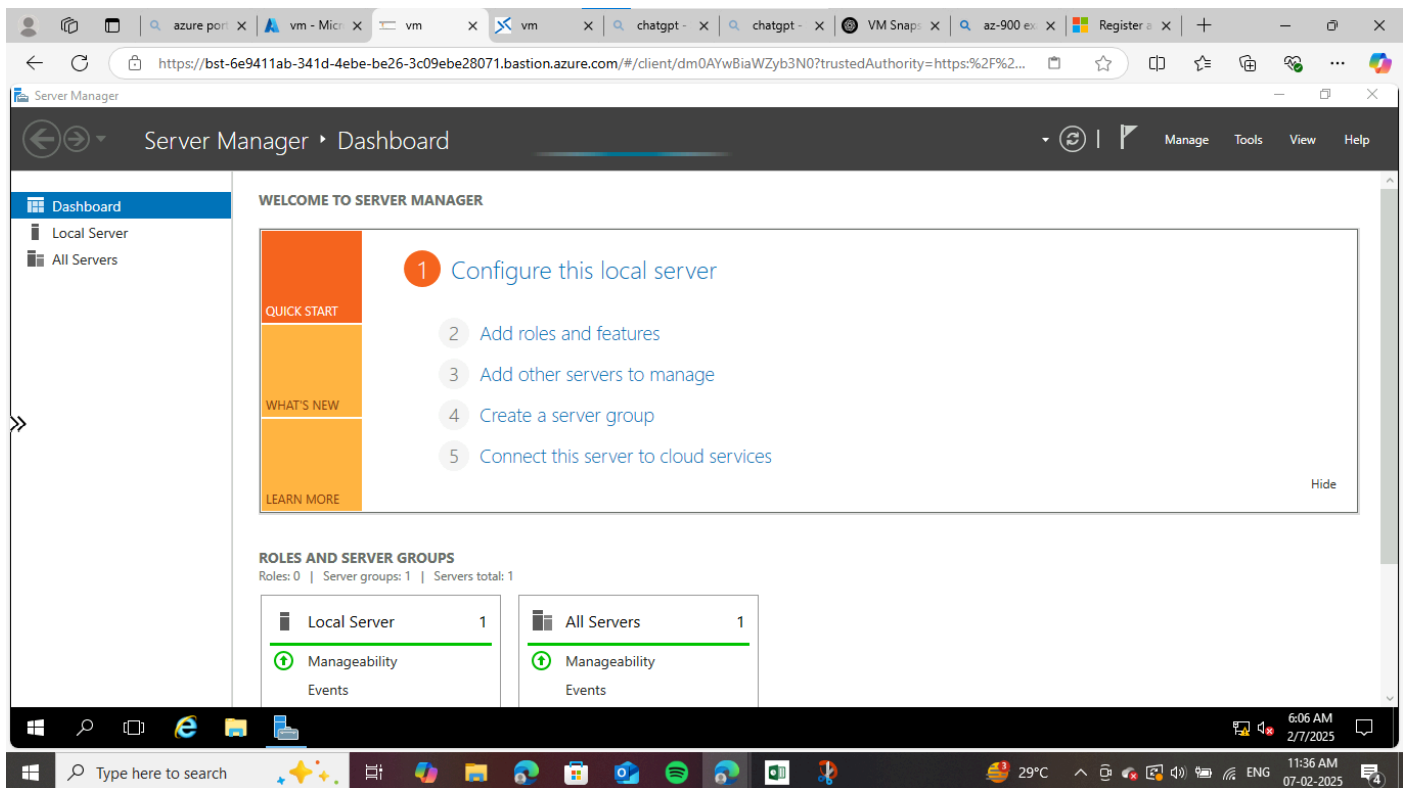 azure port
vm - Micr
vm
vm
chatgpt -
chatgpt -
VM Snaps
az-900 ex
Register a
https://bst-6e9411ab-341d-4ebe-be26-3c09ebe28071.bastion.azure.com/#/client/dm0AYwBiaWZyb3N0?trustedAuthority=https:%2F%2...
Server Manager
Server Manager ‣ Dashboard
Manage Tools View Help
Dashboard
Local Server
All Servers
WELCOME TO SERVER MANAGER
QUICK START
WHAT'S NEW
LEARN MORE
1 Configure this local server
2 Add roles and features
3 Add other servers to manage
4 Create a server group
5 Connect this server to cloud services
Hide
ROLES AND SERVER GROUPS
Roles: 0 | Server groups: 1 | Servers total: 1
Local Server 1
Manageability
Events
All Servers 1
Manageability
Events
6:06 AM
2/7/2025
Type here to search
29°C
ENG
11:36 AM
07-02-2025
4